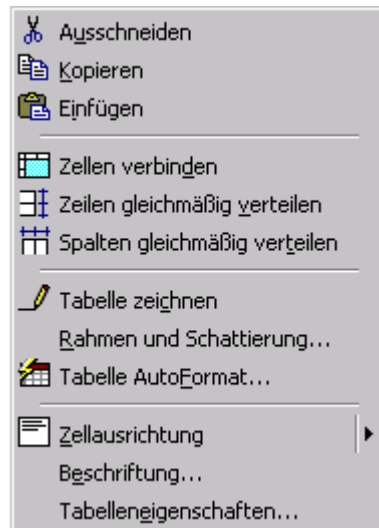 Ausschneiden
Kopieren
Einfügen
Zellen verbinden
Zeilen gleichmäßig verteilen
Spalten gleichmäßig verteilen
Tabelle zeichnen
Rahmen und Schattierung...
Tabelle AutoFormat...
Zellausrichtung
Beschriftung...
Tabelleneigenschaften...